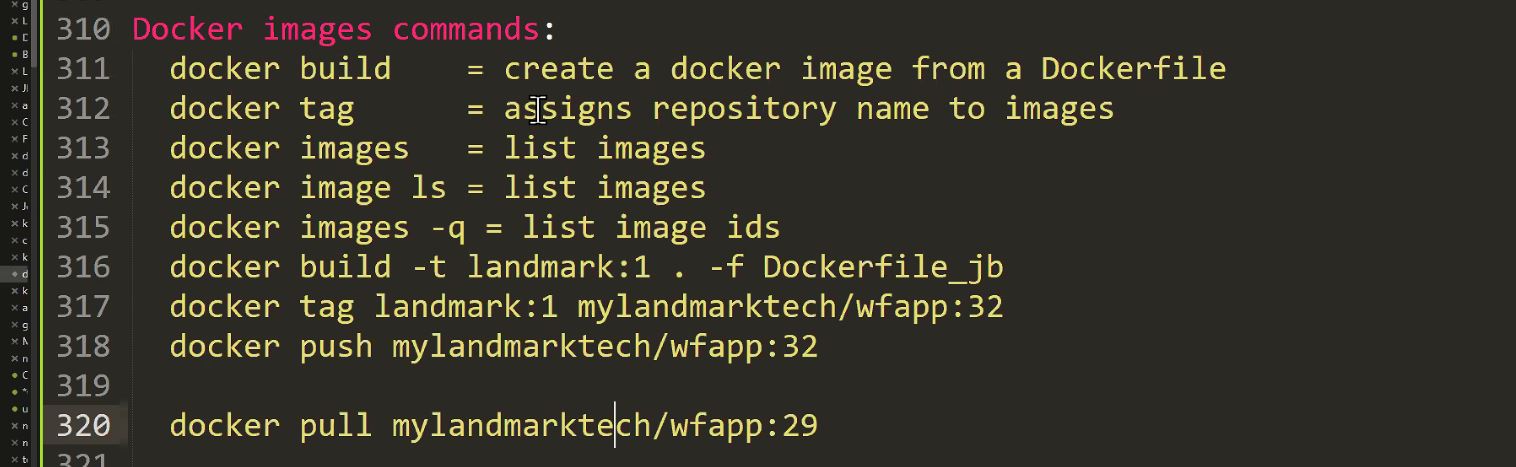 310 Docker images commands:
311 docker build = create a docker image from a Dockerfile
312 docker tag = assigns repository name to images
313 docker images = list images
314 docker image ls = list images
315 docker images -q = list image ids
316 docker build -t landmark:1 . -f Dockerfile_jb
317 docker tag landmark:1 mylandmarktech/wfapp:32
318 docker push mylandmarktech/wfapp:32
319
320 docker pull mylandmarktech/wfapp:29
321